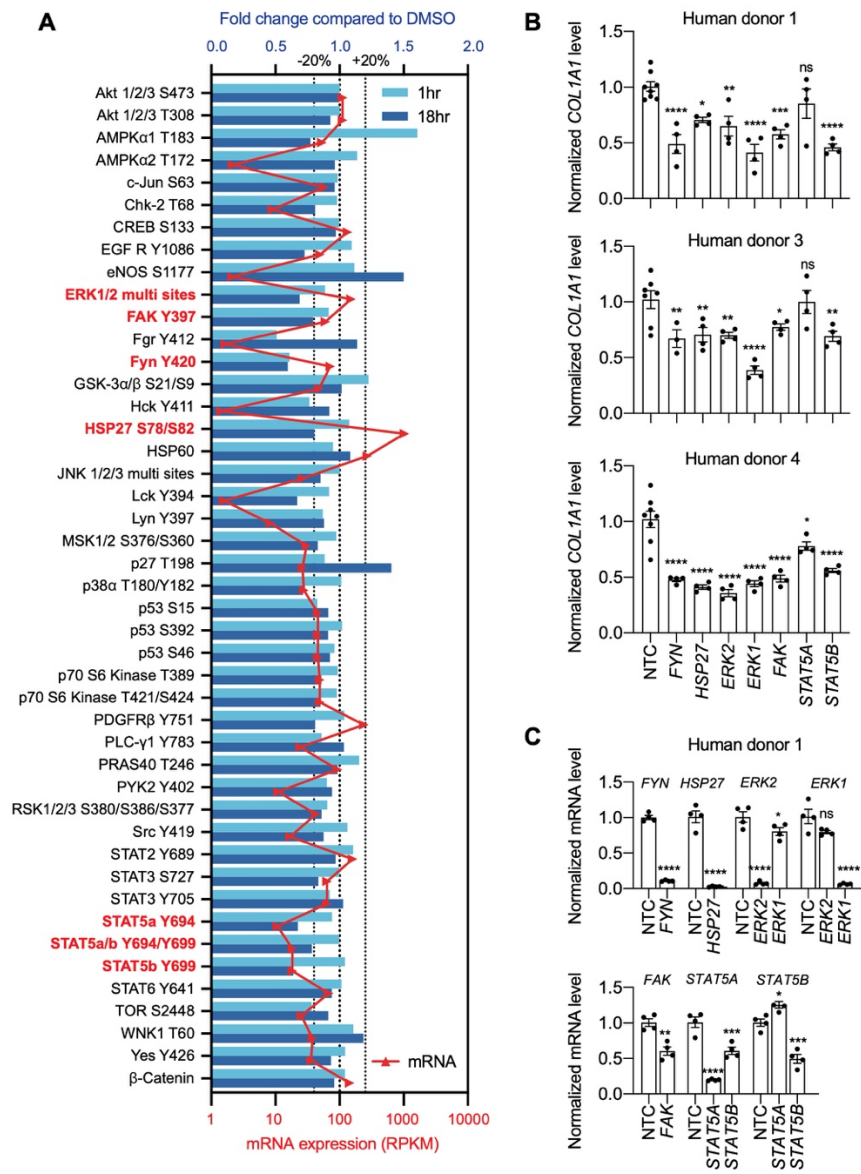 A
Fold change compared to DMSO
0.0 0.5 1.0 1.5 2.0
-20% +20%
1hr
18hr
Akt 1/2/3 S473
Akt 1/2/3 T308
AMPKα1 T183
AMPKα2 T172
c-Jun S63
Chk-2 T68
CREB S133
EGF R Y1086
eNOS S1177
ERK1/2 multi sites
FAK Y397
Fgr Y412
Fyn Y420
GSK-3α/β S21/S9
Hck Y411
HSP27 S78/S82
HSP60
JNK 1/2/3 multi sites
Lck Y394
Lyn Y397
MSK1/2 S376/S360
p27 T198
p38α T180/Y182
p53 S15
p53 S392
p53 S46
p70 S6 Kinase T389
p70 S6 Kinase T421/S424
PDGFRβ Y751
PLC-γ1 Y783
PRAS40 T246
PYK2 Y402
RSK1/2/3 S380/S386/S377
Src Y419
STAT2 Y689
STAT3 S727
STAT3 Y705
STAT5a Y694
STAT5a/b Y694/Y699
STAT5b Y699
STAT6 Y641
TOR S2448
WNK1 T60
Yes Y426
β-Catenin
mRNA
1 10 100 1000 10000
mRNA expression (RPKM)
B
Human donor 1
Normalized COL1A1 level
1.5
1.0
0.5
0.0
**** * ** **** *** ns ****
Human donor 3
Normalized COL1A1 level
1.5
1.0
0.5
0.0
** ** ** **** * ns **
Human donor 4
Normalized COL1A1 level
1.5
1.0
0.5
0.0
**** **** **** **** **** * ****
NTC FYN HSP27 ERK2 ERK1 FAK STAT5A STAT5B
C
Human donor 1
Normalized mRNA level
1.5
1.0
0.5
0.0
FYN HSP27 ERK2 ERK1
**** **** **** * ns ****
NTC FYN NTC HSP27 NTC ERK2 ERK1 NTC ERK2 ERK1
Normalized mRNA level
1.5
1.0
0.5
0.0
FAK STAT5A STAT5B
** **** *** * ***
NTC FAK NTC STAT5A STAT5B NTC STAT5A STAT5B